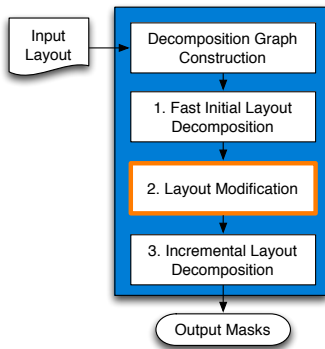 Input
Layout
Decomposition Graph
Construction
1. Fast Initial Layout
Decomposition
2. Layout Modification
3. Incremental Layout
Decomposition
Output Masks